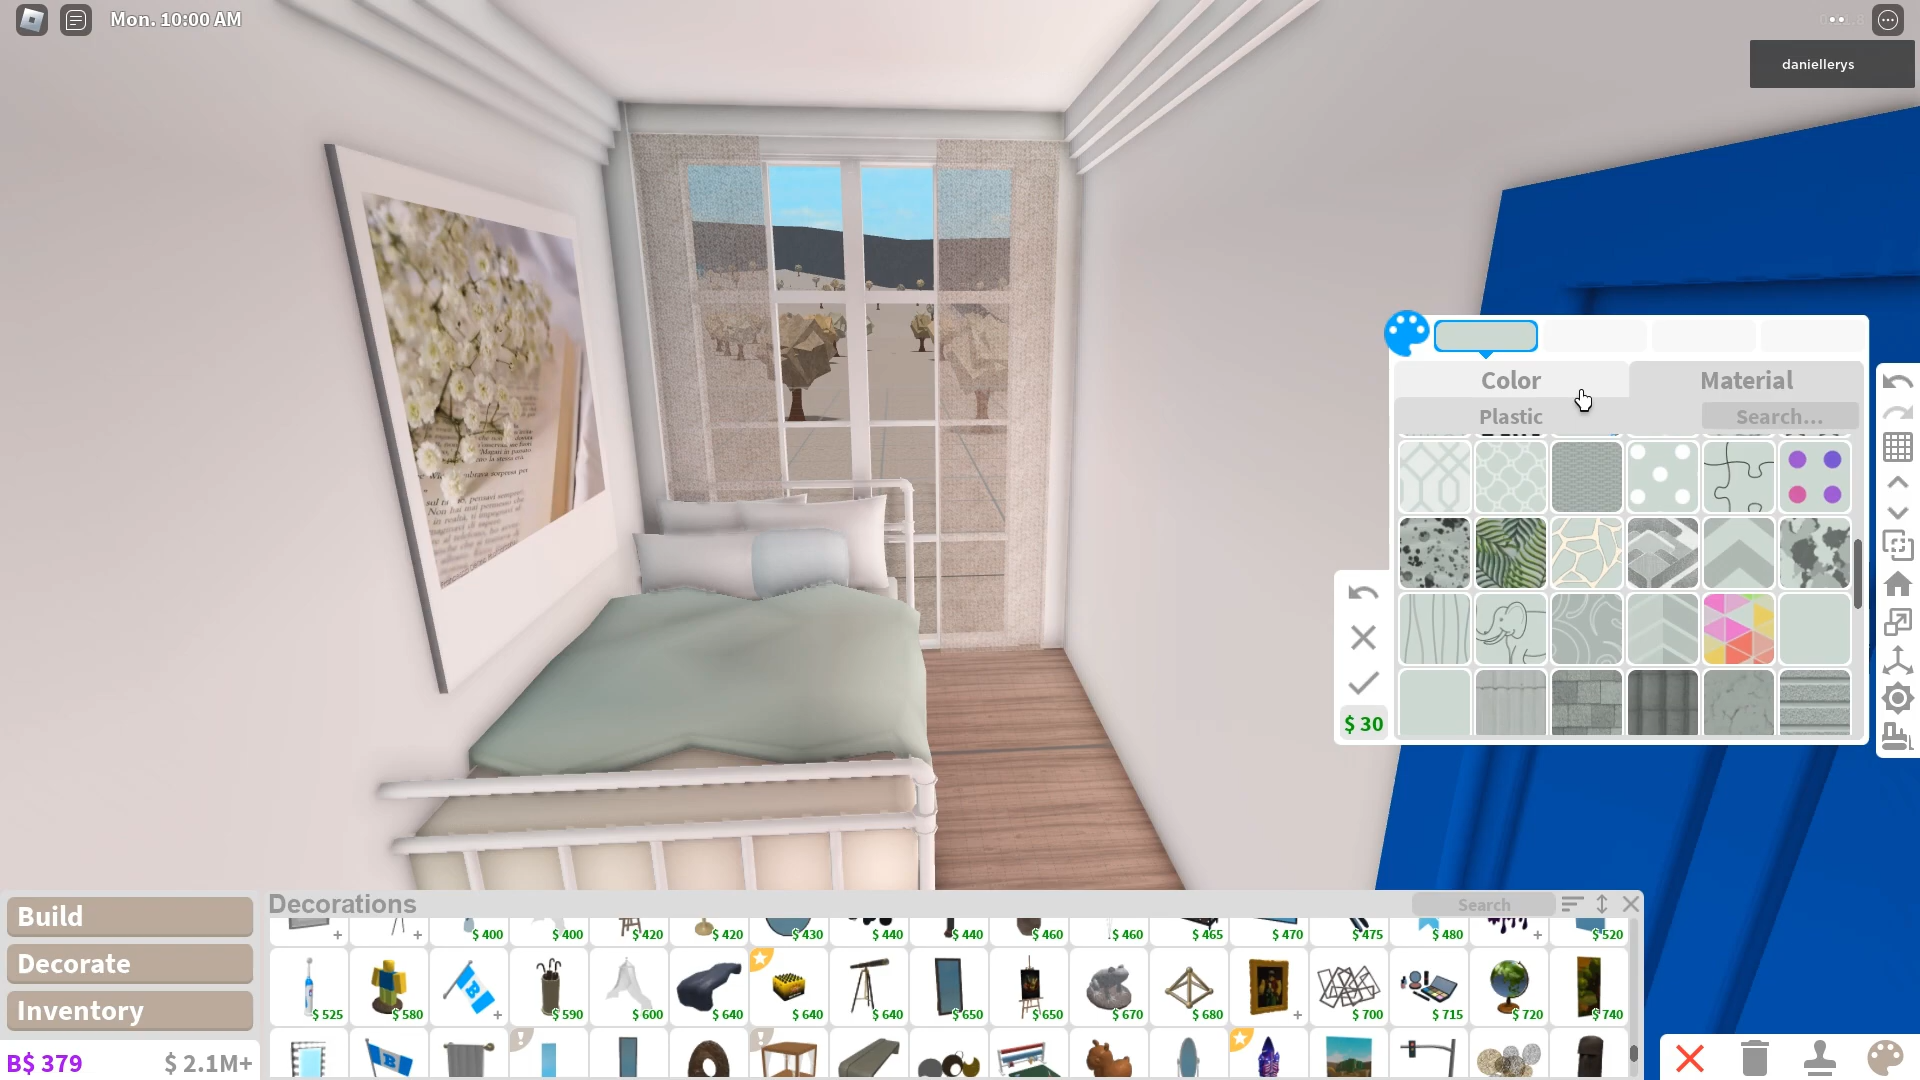 Mon. 10:00 AM
daniellerys
Color
Material
Plastic
Search...
$ 30
Build
Decorate
Inventory
B$ 379
$ 2.1M+
Decorations
Search
$ 400
$ 400
$ 420
$ 420
$ 430
$ 440
$ 440
$ 460
$ 460
$ 465
$ 470
$ 475
$ 480
$ 520
$ 525
$ 580
$ 590
$ 600
$ 640
$ 640
$ 640
$ 650
$ 650
$ 670
$ 680
$ 700
$ 715
$ 720
$ 740